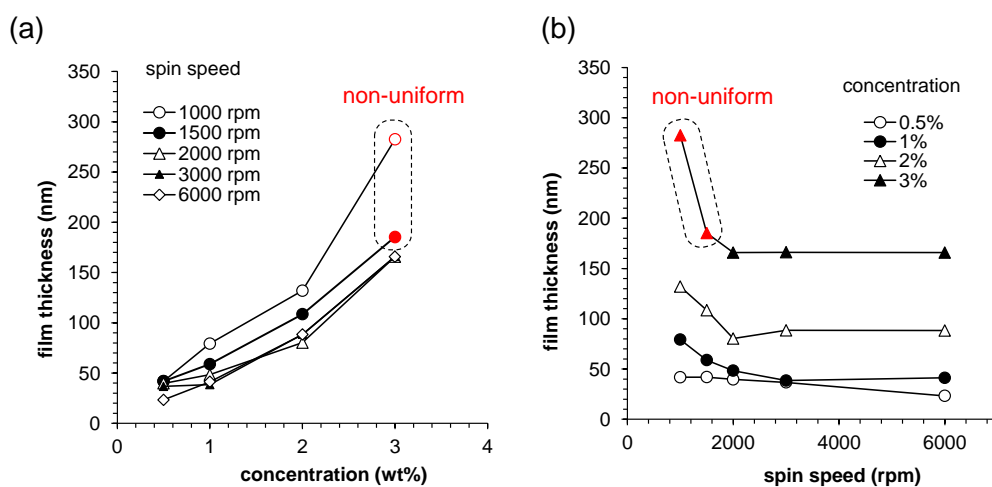 (a)
spin speed
1000 rpm
1500 rpm
2000 rpm
3000 rpm
6000 rpm
non-uniform
350
300
250
200
150
100
50
0
film thickness (nm)
0 1 2 3 4
concentration (wt%)
(b)
non-uniform
concentration
0.5%
1%
2%
3%
350
300
250
200
150
100
50
0
film thickness (nm)
0 2000 4000 6000
spin speed (rpm)